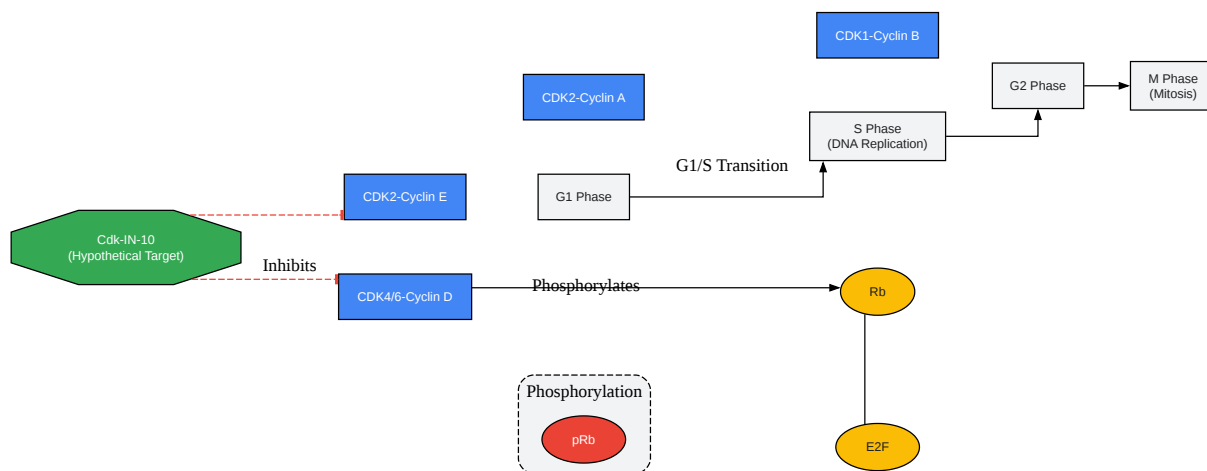 CDK1-Cyclin B
G2 Phase
M Phase
(Mitosis)
CDK2-Cyclin A
S Phase
(DNA Replication)
G1/S Transition
CDK2-Cyclin E
G1 Phase
Cdk-IN-10
(Hypothetical Target)
Inhibits
CDK4/6-Cyclin D
Phosphorylates
Rb
Phosphorylation
pRb
E2F